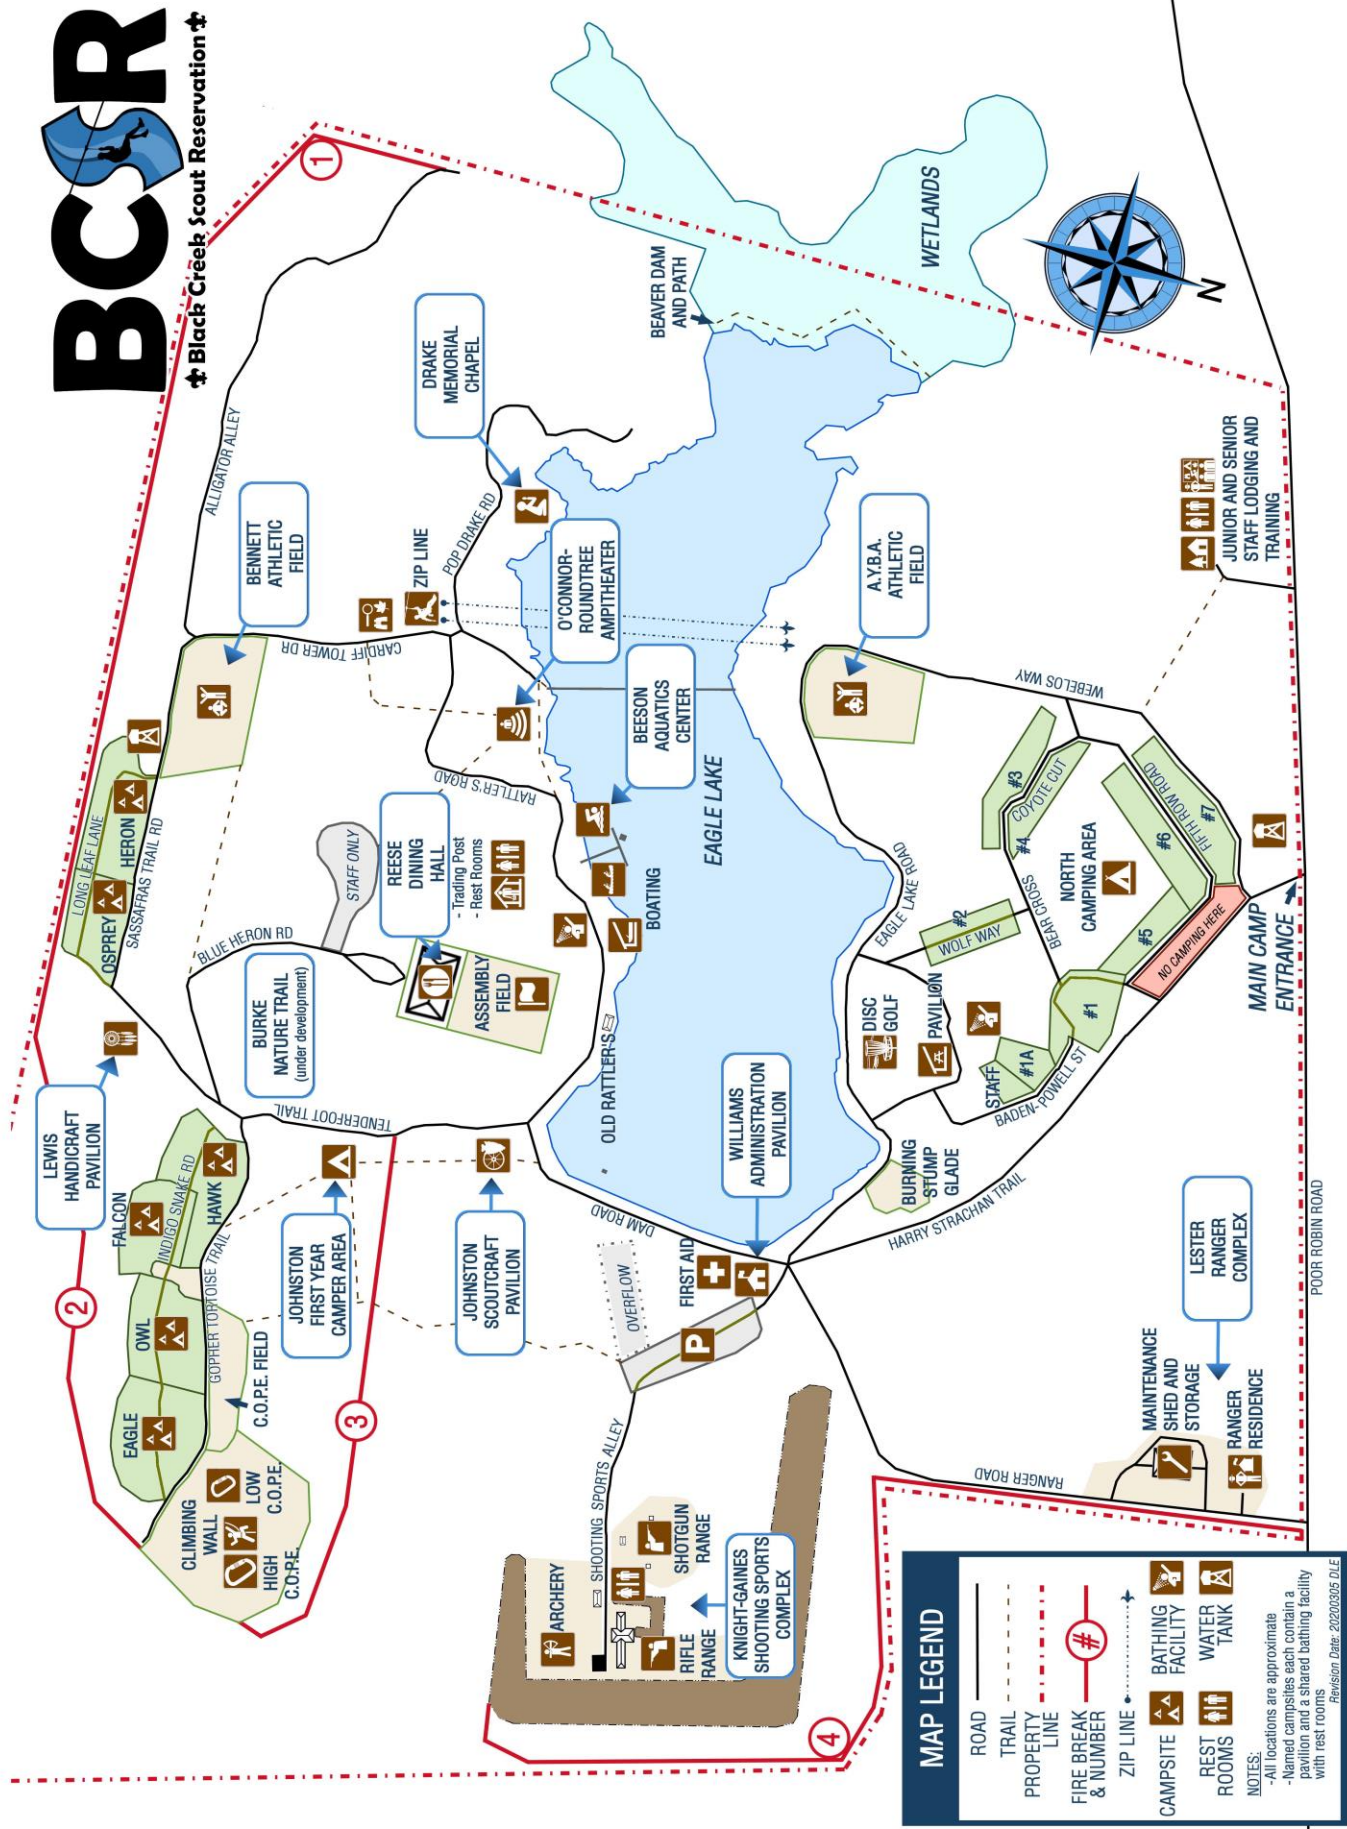 BCSR
Black Creek Scout Reservation
1
ALLIGATOR ALLEY
BENNETT
ATHLETIC
FIELD
DRAKE
MEMORIAL
CHAPEL
BEAVER DAM
AND PATH
WETLANDS
N
ZIP LINE
POP DRAKE RD
CARDIFF TOWER DR
O'CONNOR-
ROUNDTREE
AMPITHEATER
BEESON
AQUATICS
CENTER
A.Y.B.A.
ATHLETIC
FIELD
WEBELOS WAY
JUNIOR AND SENIOR
STAFF LODGING AND
TRAINING
LONG LEAF LANE
HERON
OSPREY
SASSAFRAS TRAIL RD
BLUE HERON RD
STAFF ONLY
RATTLER'S ROAD
REESE
DINING
HALL
- Trading Post
- Rest Rooms
BOATING
EAGLE LAKE
ASSEMBLY
FIELD
BURKE
NATURE TRAIL
(under development)
TENDERFOOT TRAIL
OLD RATTLER'S
EAGLE LAKE ROAD
#3
COYOTE CUT
#4
BEAR CROSS
NORTH
CAMPING AREA
#6
FIFTH ROW ROAD
#7
#2
WOLF WAY
#5
NO CAMPING HERE
MAIN CAMP
ENTRANCE
DISC
GOLF
PAVILION
STAFF
#1A
#1
BADEN-POWELL ST
LEWIS
HANDICRAFT
PAVILION
2
FALCON
INDIGO SNAKE RD
HAWK
OWL
GOPHER TORTOISE TRAIL
EAGLE
C.O.P.E. FIELD
JOHNSTON
FIRST YEAR
CAMPER AREA
JOHNSTON
SCOUTCRAFT
PAVILION
DAM ROAD
WILLIAMS
ADMINISTRATION
PAVILION
BURNING
STUMP
GLADE
HARRY STRACHAN TRAIL
FIRST AID
OVERFLOW
P
3
CLIMBING
WALL
LOW
C.O.P.E.
HIGH
C.O.P.E.
SHOOTING SPORTS ALLEY
ARCHERY
SHOTGUN
RANGE
RIFLE
RANGE
KNIGHT-GAINES
SHOOTING SPORTS
COMPLEX
4
RANGER ROAD
LESTER
RANGER
COMPLEX
MAINTENANCE
SHED AND
STORAGE
RANGER
RESIDENCE
POOR ROBIN ROAD
MAP LEGEND
ROAD
TRAIL
PROPERTY
LINE
FIRE BREAK
& NUMBER
#
ZIP LINE
CAMPSITE
BATHING
FACILITY
REST
ROOMS
WATER
TANK
NOTES:
-All locations are approximate
-Named campsites each contain a
pavilion and a shared bathing facility
with rest rooms
Revision Date: 20200305 DLE